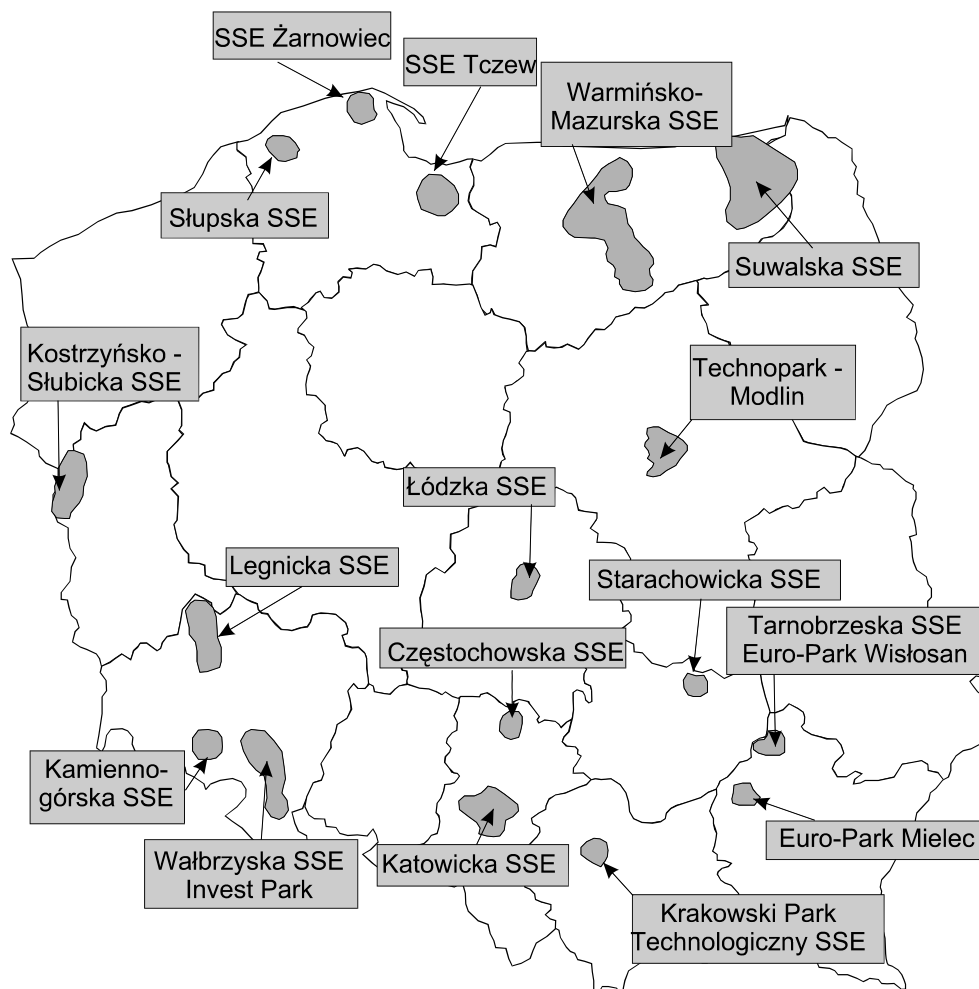 SSE Żarnowiec
SSE Tczew
Warmińsko-
Mazurska SSE
Słupska SSE
Suwalska SSE
Kostrzyńsko -
Słubicka SSE
Technopark -
Modlin
Łódzka SSE
Legnicka SSE
Starachowicka SSE
Tarnobrzeska SSE
Euro-Park Wisłosan
Częstochowska SSE
Kamienno-
górska SSE
Euro-Park Mielec
Wałbrzyska SSE
Invest Park
Katowicka SSE
Krakowski Park
Technologiczny SSE